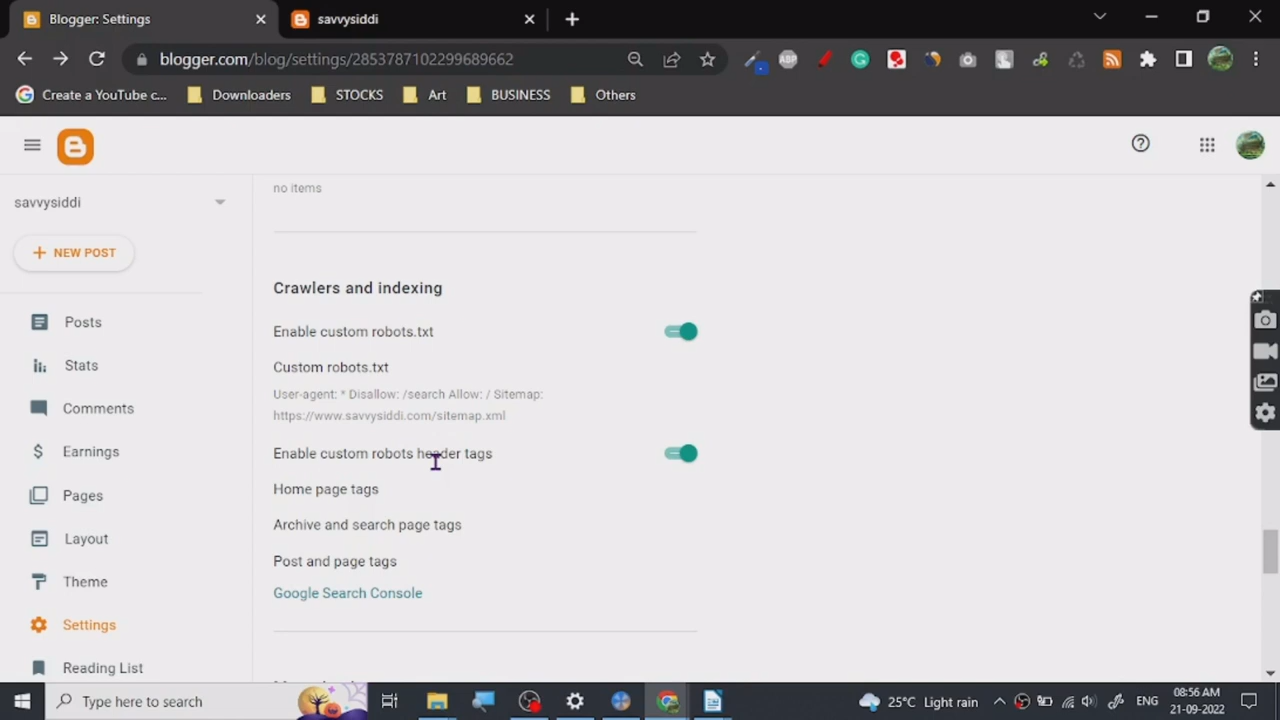 Blogger: Settings
savvysiddi
blogger.com/blog/settings/2853787102299689662
Create a YouTube c...
Downloaders
STOCKS
Art
BUSINESS
Others
savvysiddi
NEW POST
Posts
Stats
Comments
Earnings
Pages
Layout
Theme
Settings
Reading List
no items
Crawlers and indexing
Enable custom robots.txt
Custom robots.txt
User-agent: * Disallow: /search Allow: / Sitemap:
https://www.savvysiddi.com/sitemap.xml
Enable custom robots header tags
Home page tags
Archive and search page tags
Post and page tags
Google Search Console
Type here to search
25°C Light rain
ENG
08:56 AM
21-09-2022